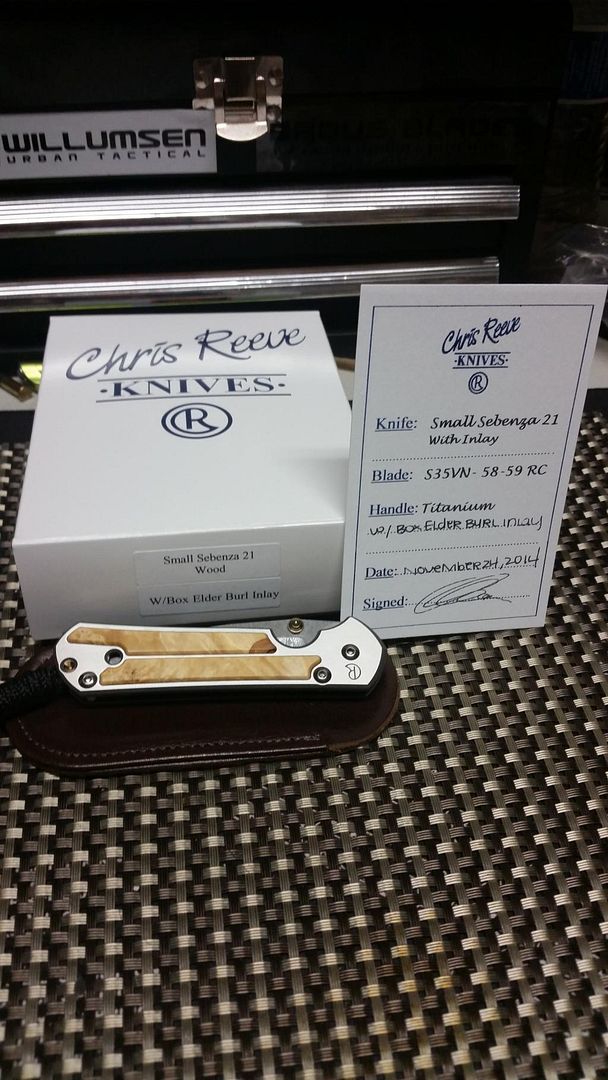 WILLUMSEN
URBAN TACTICAL
Chris Reeve
·KNIVES·
R
Small Sebenza 21
Wood
W/Box Elder Burl Inlay
Chris Reeve
·KNIVES·
R
Knife: Small Sebenza 21
With Inlay
Blade: S35VN - 58-59 RC
Handle: Titanium
w/ BOX ELDER BURL INLAY
Date: NOVEMBER 24, 2014
Signed:
R